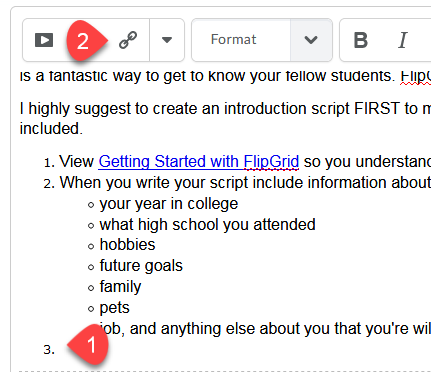 2 Format B I
is a fantastic way to get to know your fellow students. FlipG
I highly suggest to create an introduction script FIRST to m
included.
1. View Getting Started with FlipGrid so you understand
2. When you write your script include information about
your year in college
what high school you attended
hobbies
future goals
family
pets
job, and anything else about you that you're wil
3. 1